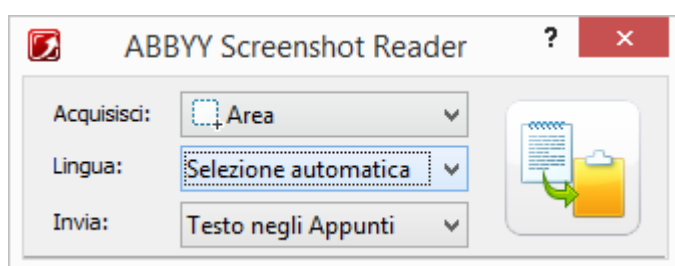 ABBYY Screenshot Reader ? ×
Acquisisci: Area
Lingua: Selezione automatica
Invia: Testo negli Appunti